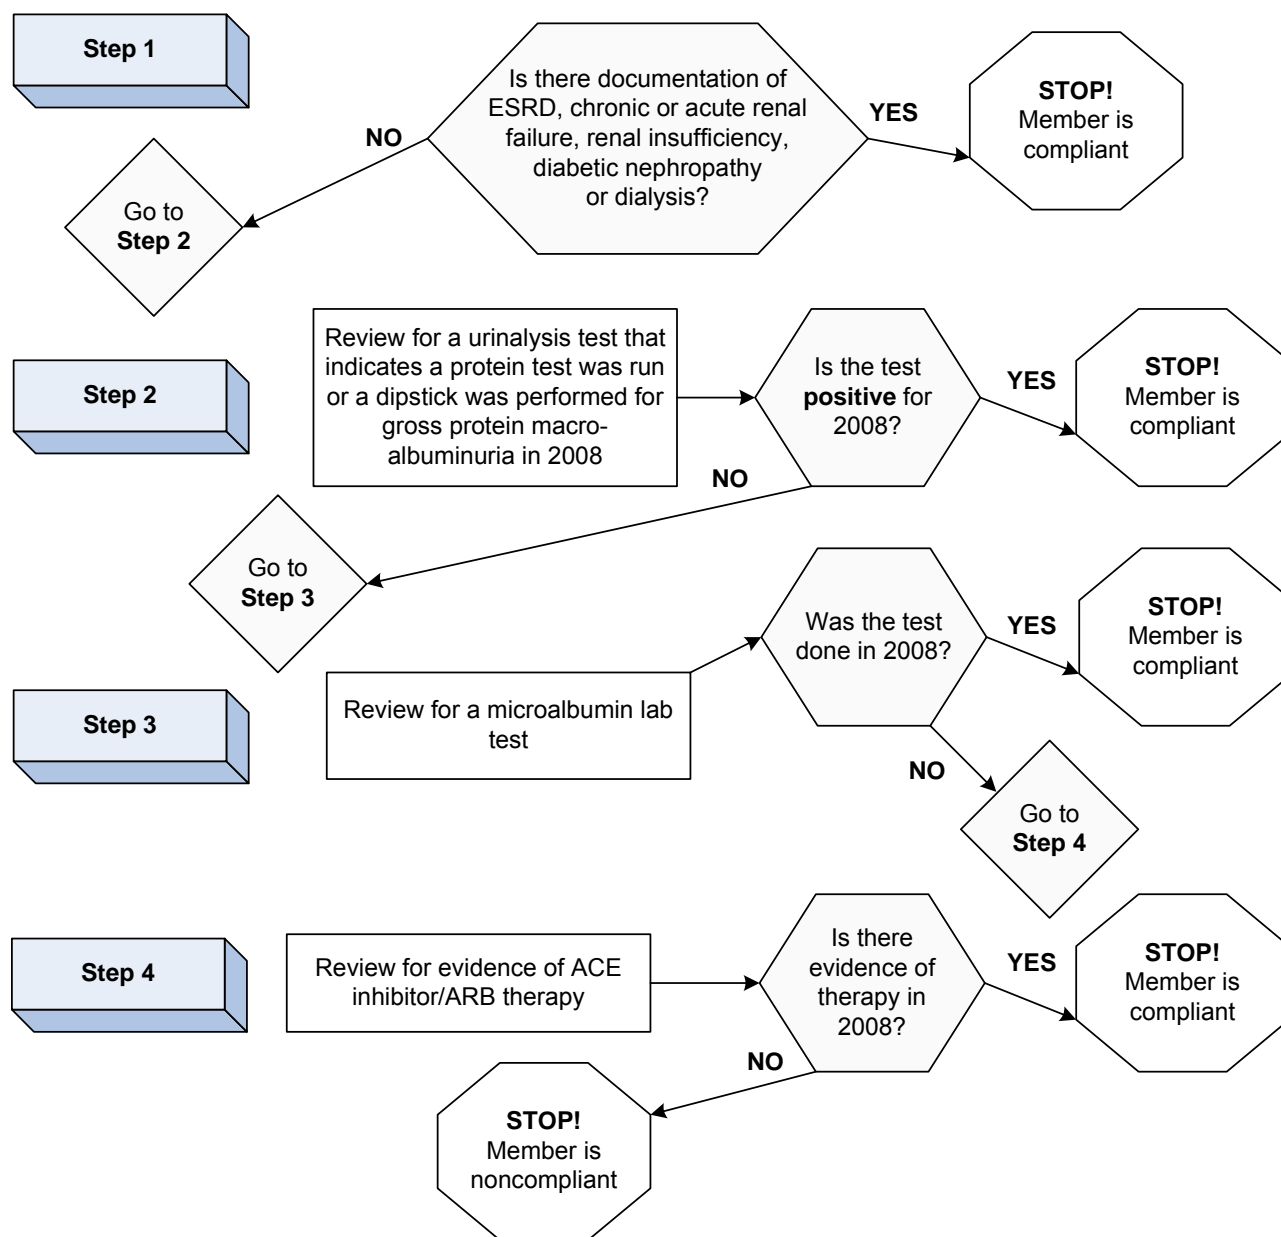 Step 1
Is there documentation of
ESRD, chronic or acute renal
failure, renal insufficiency,
diabetic nephropathy
or dialysis?
YES
STOP!
Member is
compliant
NO
Go to
Step 2
Step 2
Review for a urinalysis test that
indicates a protein test was run
or a dipstick was performed for
gross protein macro-
albuminuria in 2008
Is the test
positive for
2008?
YES
STOP!
Member is
compliant
NO
Go to
Step 3
Step 3
Review for a microalbumin lab
test
Was the test
done in 2008?
YES
STOP!
Member is
compliant
NO
Go to
Step 4
Step 4
Review for evidence of ACE
inhibitor/ARB therapy
Is there
evidence of
therapy in
2008?
YES
STOP!
Member is
compliant
NO
STOP!
Member is
noncompliant